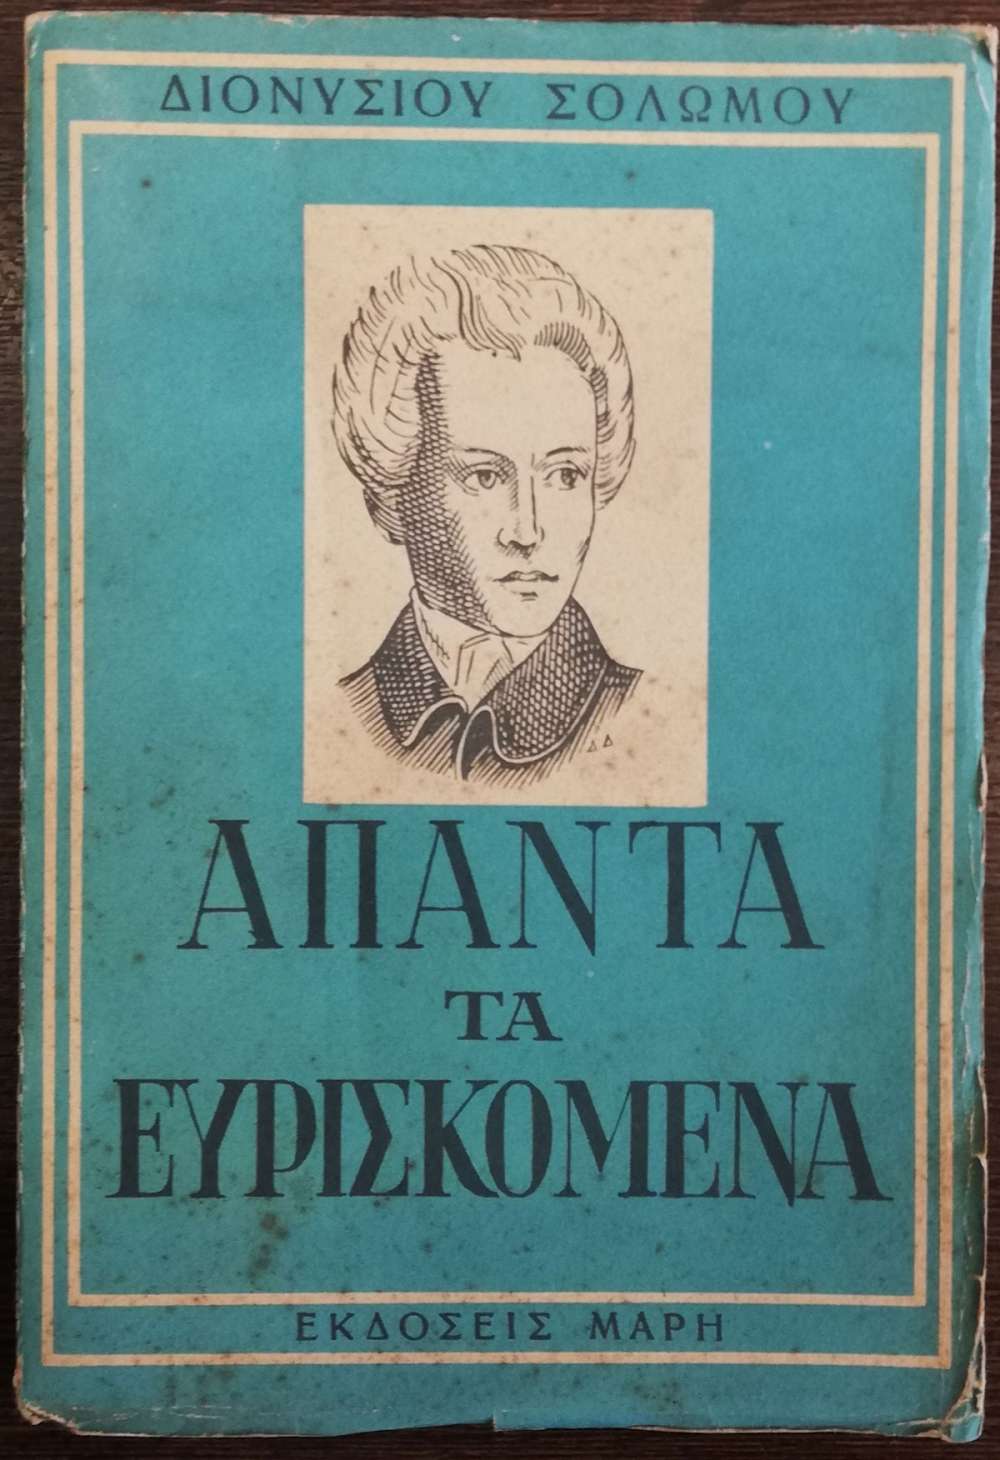 ΔΙΟΝΥΣΙΟΥ ΣΟΛΩΜΟΥ
Δ Δ
ΑΠΑΝΤΑ
ΤΑ
ΕΥΡΙΣΚΟΜΕΝΑ
ΕΚΔΟΣΕΙΣ ΜΑΡΗ